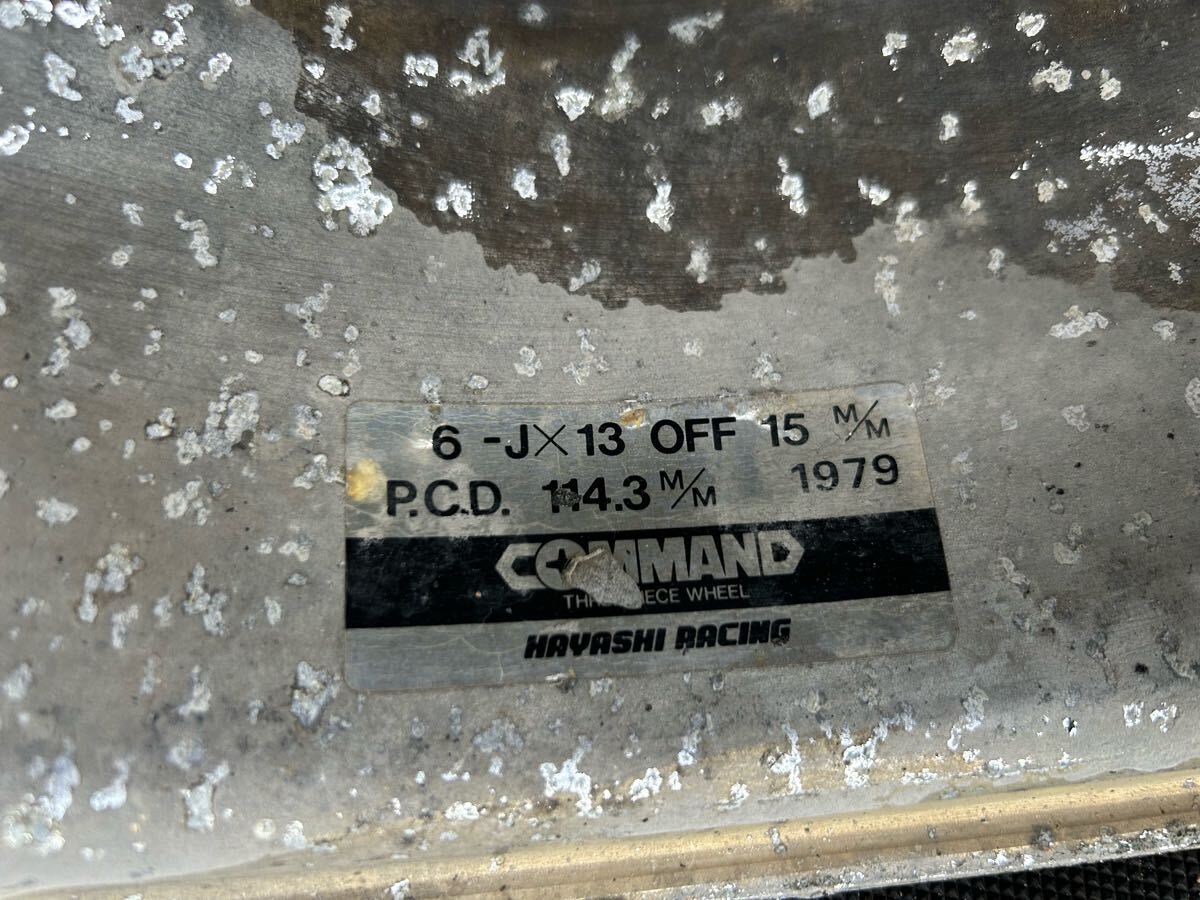 6 -J× 13 OFF 15 M/M
P.C.D. 114.3 M/M 1979
COMMAND
THREE PIECE WHEEL
HAYASHI RACING